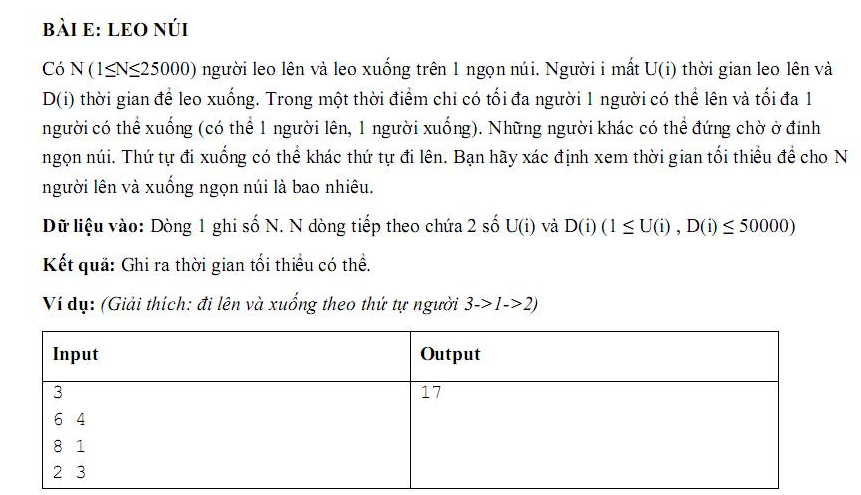 BÀI E: LEO NÚI
Có N (1≤N≤25000) người leo lên và leo xuống trên 1 ngọn núi. Người i mất U(i) thời gian leo lên và
D(i) thời gian để leo xuống. Trong một thời điểm chỉ có tối đa người 1 người có thể lên và tối đa 1
người có thể xuống (có thể 1 người lên, 1 người xuống). Những người khác có thể đứng chờ ở đỉnh
ngọn núi. Thứ tự đi xuống có thể khác thứ tự đi lên. Bạn hãy xác định xem thời gian tối thiểu để cho N
người lên và xuống ngọn núi là bao nhiêu.
Dữ liệu vào: Dòng 1 ghi số N. N dòng tiếp theo chứa 2 số U(i) và D(i) (1 ≤ U(i) , D(i) ≤ 50000)
Kết quả: Ghi ra thời gian tối thiểu có thể.
Ví dụ: (Giải thích: đi lên và xuống theo thứ tự người 3->1->2)
Input Output
3 17
6 4
8 1
2 3